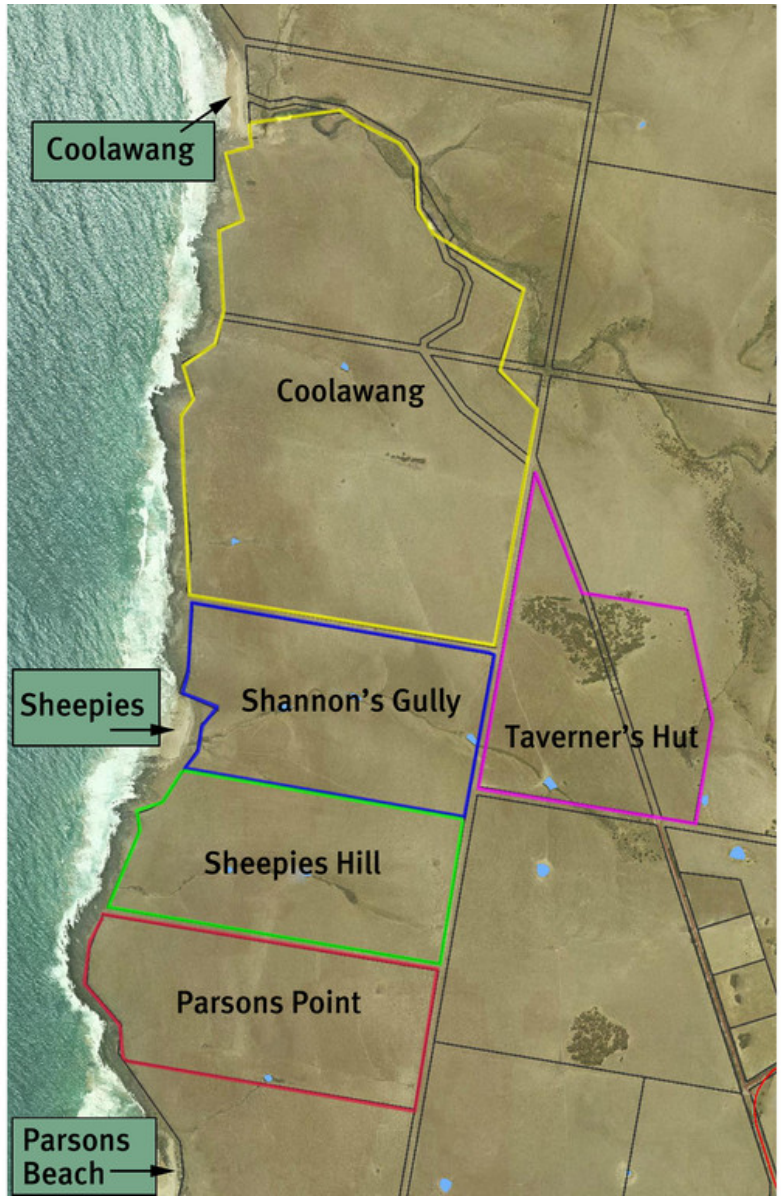 Coolawang
Coolawang
Sheepies
Shannon's Gully
Taverner's Hut
Sheepies Hill
Parsons Point
Parsons
Beach